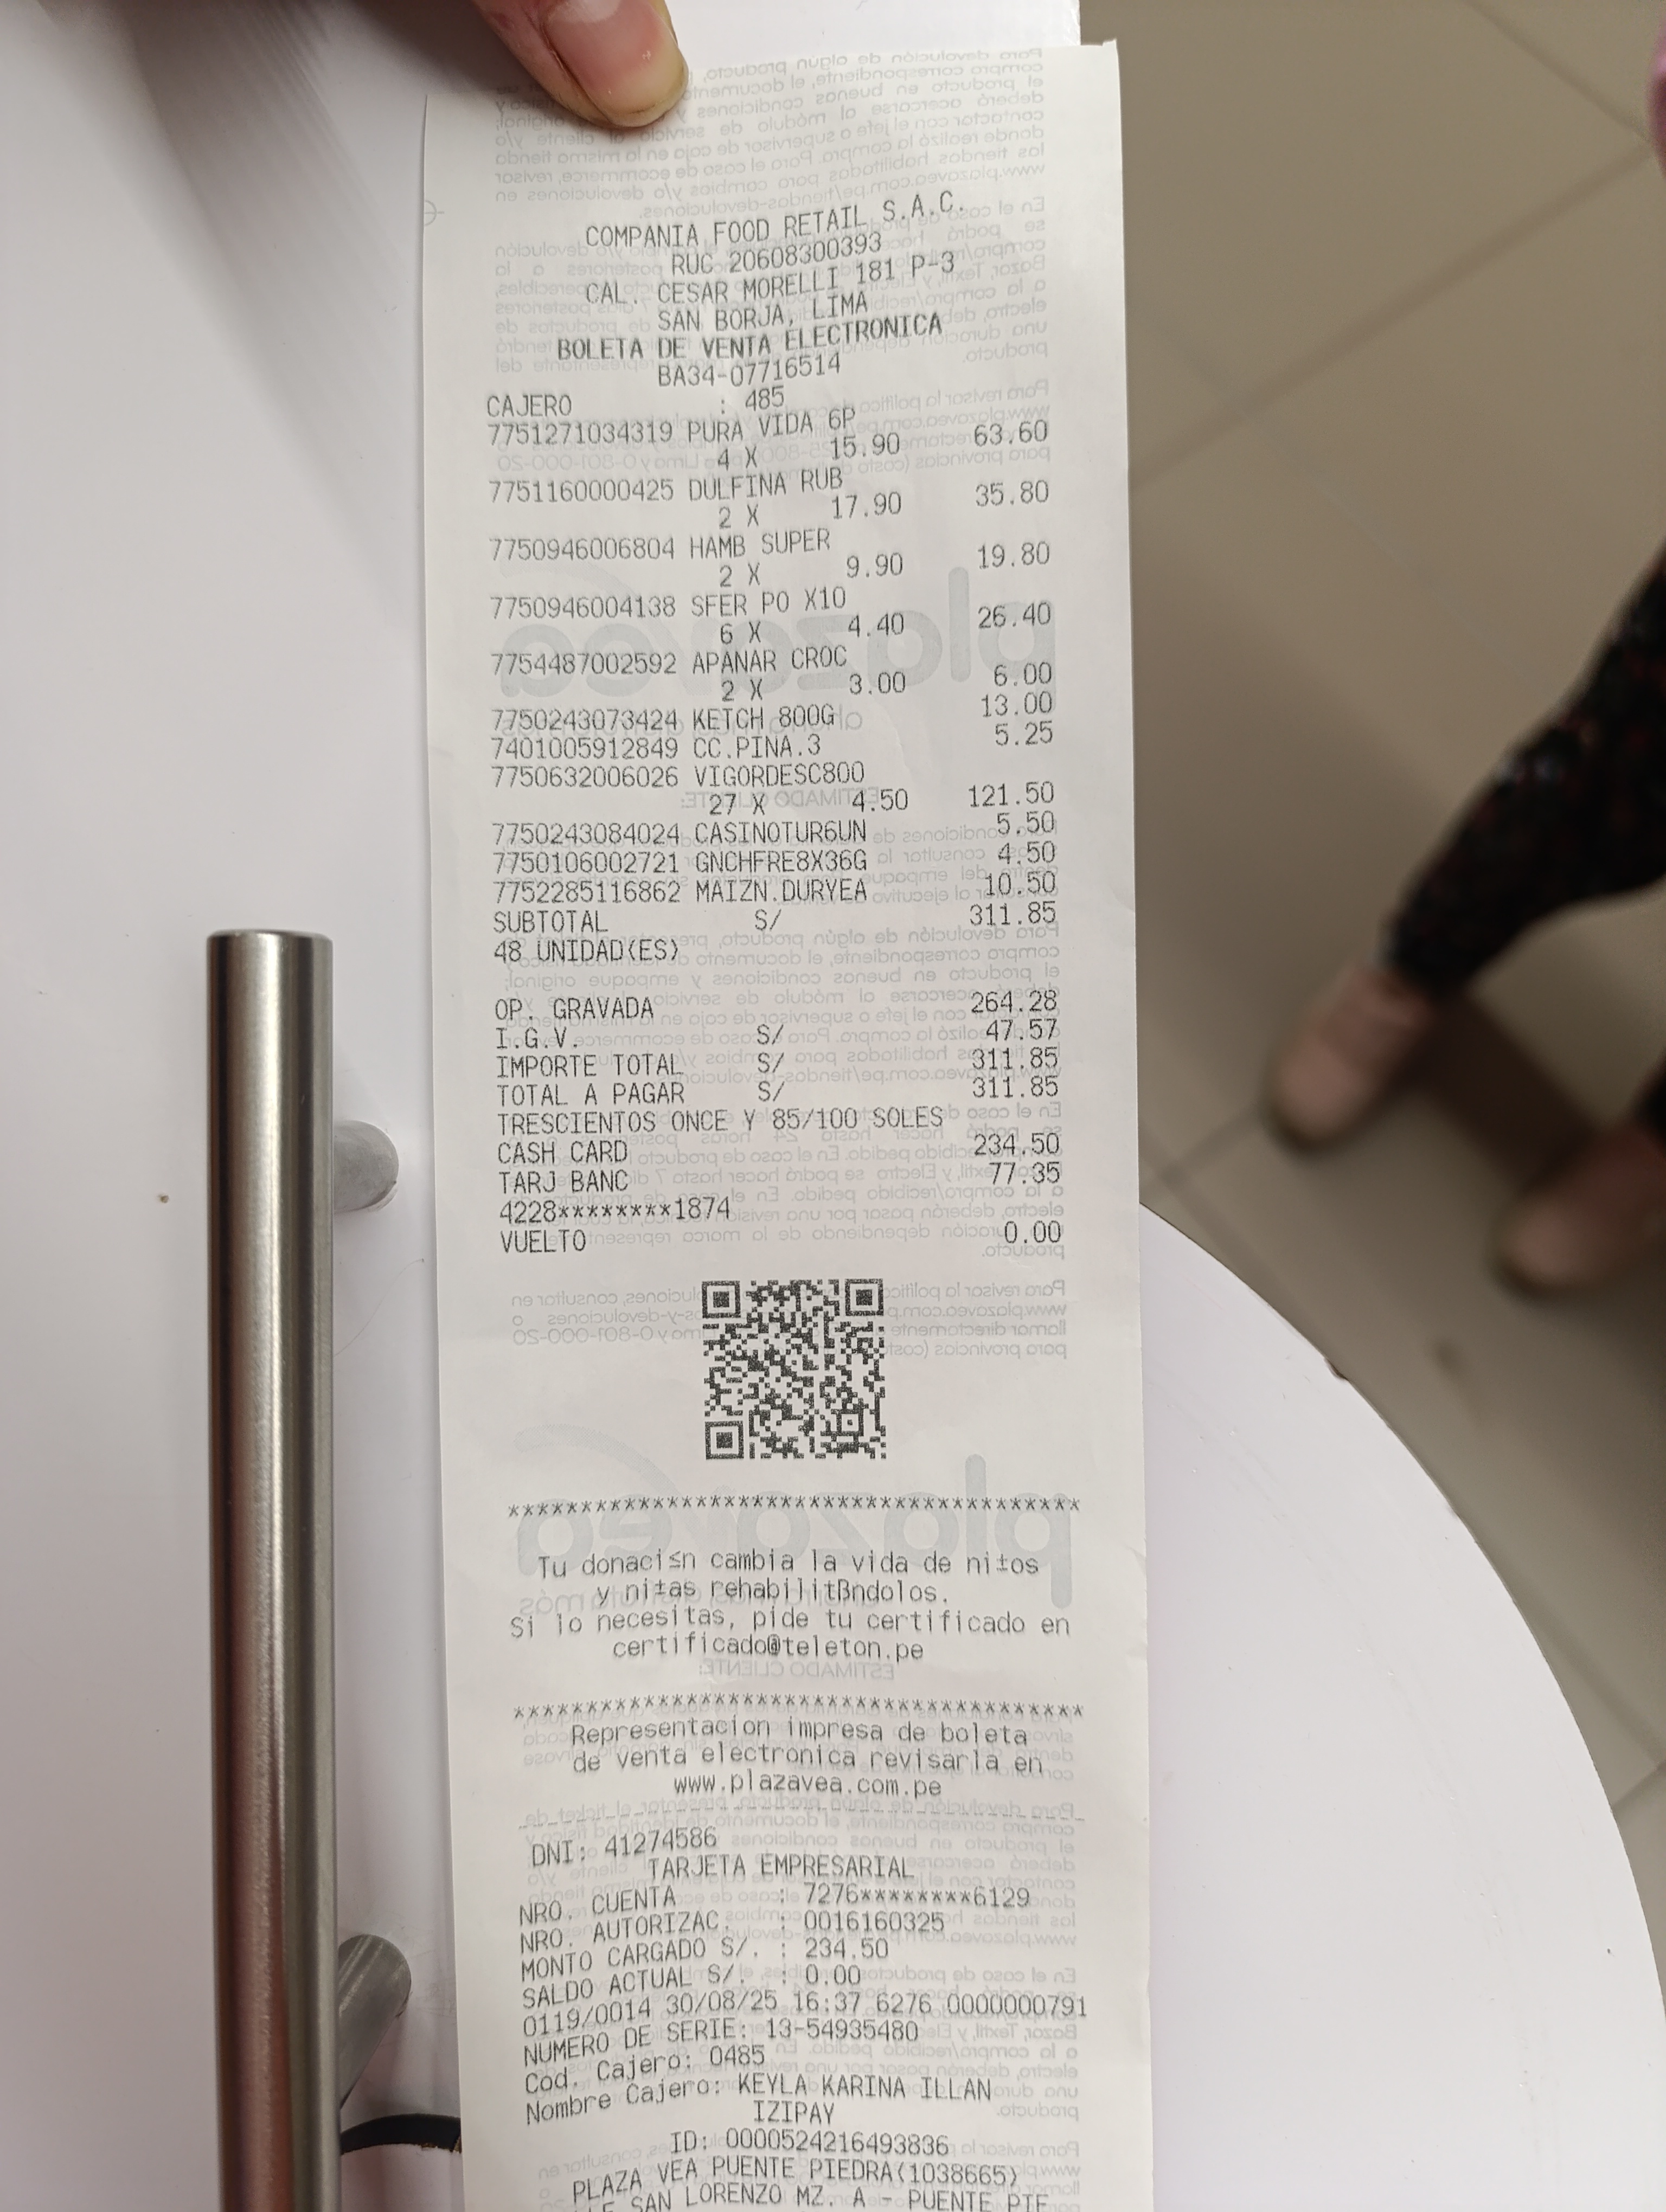 COMPANIA FOOD RETAIL S.A.C.
RUC 20608300393
CAL. CESAR MORELLI 181 P-3
SAN BORJA, LIMA
BOLETA DE VENTA ELECTRONICA
BA34-07716514
CAJERO : 485
7751271034319 PURA VIDA 6P
4 X 15.90 63.60
7751160000425 DULFINA RUB
2 X 17.90 35.80
7750946006804 HAMB SUPER
2 X 9.90 19.80
7750946004138 SFER PO X10
6 X 4.40 26.40
7754487002592 APANAR CROC
2 X 3.00 6.00
7750243073424 KETCH 800G 13.00
7401005912849 CC.PINA.3 5.25
7750632006026 VIGORDESC800
27 X 4.50 121.50
7750243084024 CASINOTUR6UN 5.50
7750106002721 GNCHFRE8X36G 4.50
7752285116862 MAIZN.DURYEA 10.50
SUBTOTAL S/ 311.85
48 UNIDAD(ES)
OP. GRAVADA 264.28
I.G.V. S/ 47.57
IMPORTE TOTAL S/ 311.85
TOTAL A PAGAR S/ 311.85
TRESCIENTOS ONCE Y 85/100 SOLES
CASH CARD 234.50
TARJ BANC 77.35
4228********1874
VUELTO 0.00
****************************************
Tu donaci≤n cambia la vida de ni±os
y ni±as rehabilitßndolos.
Si lo necesitas, pide tu certificado en
certificado@teleton.pe
****************************************
Representacion impresa de boleta
de venta electronica revisarla en
www.plazavea.com.pe
DNI: 41274586
TARJETA EMPRESARIAL
NRO. CUENTA : 7276********6129
NRO. AUTORIZAC. : 0016160325
MONTO CARGADO S/. : 234.50
SALDO ACTUAL S/. : 0.00
0119/0014 30/08/25 16:37 6276 0000000791
NUMERO DE SERIE: 13-54935480
Cod. Cajero: 0485
Nombre Cajero: KEYLA KARINA ILLAN
IZIPAY
ID: 0000524216493836
PLAZA VEA PUENTE PIEDRA(1038665)
SAN LORENZO MZ. A - PUENTE PIE